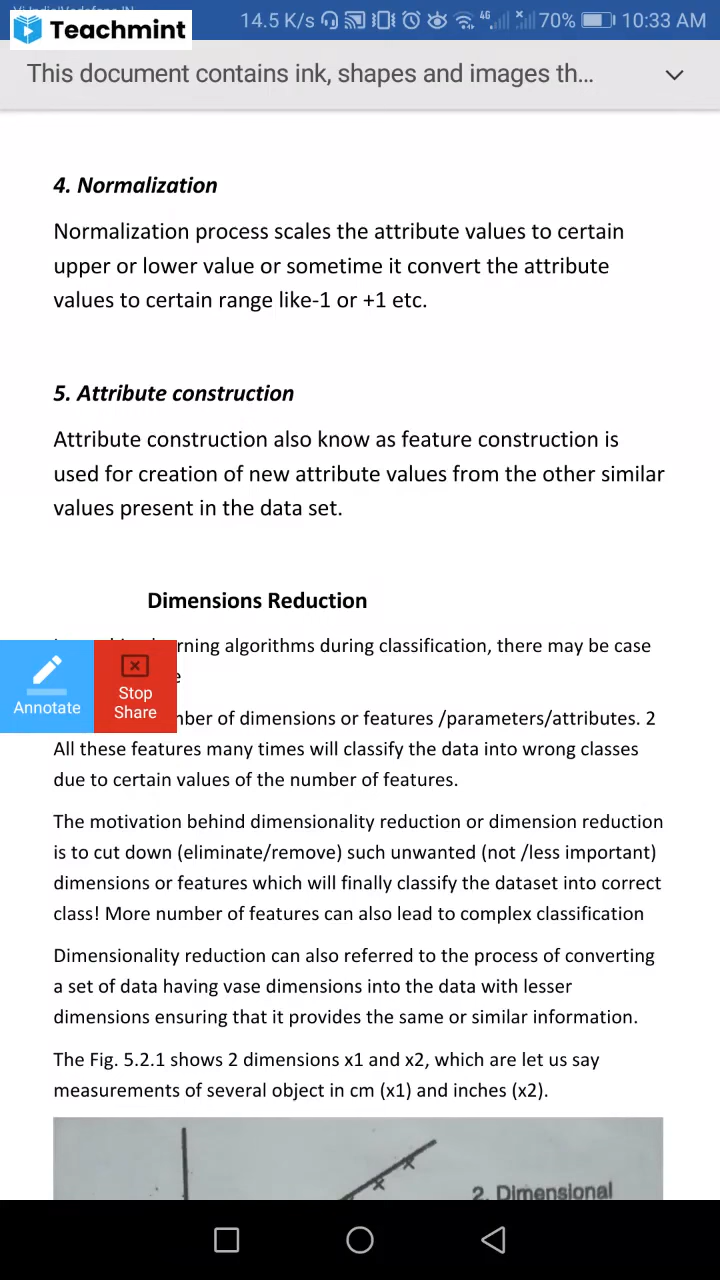 Teachmint
14.5 K/s 4G 70% 10:33 AM
This document contains ink, shapes and images th...
4. Normalization
Normalization process scales the attribute values to certain
upper or lower value or sometime it convert the attribute
values to certain range like-1 or +1 etc.
5. Attribute construction
Attribute construction also know as feature construction is
used for creation of new attribute values from the other similar
values present in the data set.
Dimensions Reduction
algorithms during classification, there may be case
of dimensions or features /parameters/attributes. 2
Annotate
Stop
Share
All these features many times will classify the data into wrong classes
due to certain values of the number of features.
The motivation behind dimensionality reduction or dimension reduction
is to cut down (eliminate/remove) such unwanted (not /less important)
dimensions or features which will finally classify the dataset into correct
class! More number of features can also lead to complex classification
Dimensionality reduction can also referred to the process of converting
a set of data having vase dimensions into the data with lesser
dimensions ensuring that it provides the same or similar information.
The Fig. 5.2.1 shows 2 dimensions x1 and x2, which are let us say
measurements of several object in cm (x1) and inches (x2).
2. Dimensional